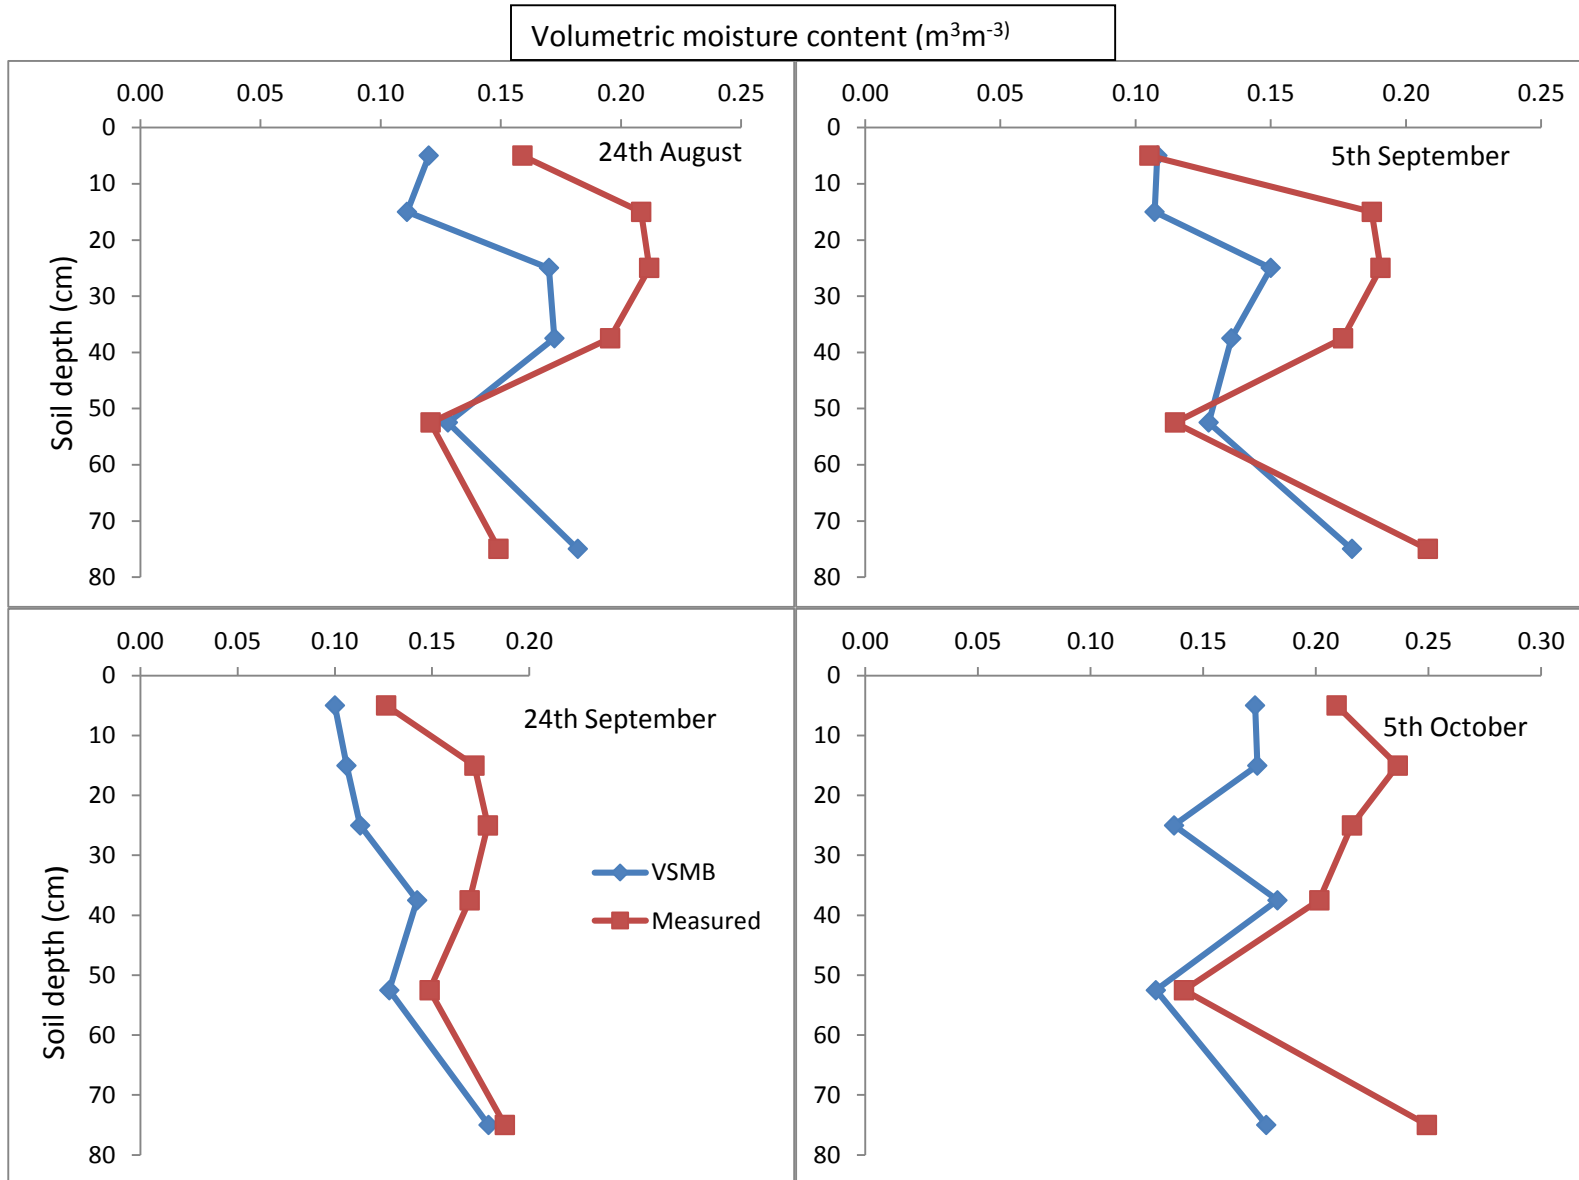 Volumetric moisture content (m³m⁻³⁾
0.00 0.05 0.10 0.15 0.20 0.25
0
10
20
30
40
50
60
70
80
Soil depth (cm)
24th August
0.00 0.05 0.10 0.15 0.20 0.25
0
10
20
30
40
50
60
70
80
5th September
0.00 0.05 0.10 0.15 0.20
0
10
20
30
40
50
60
70
80
Soil depth (cm)
24th September
VSMB
Measured
0.00 0.05 0.10 0.15 0.20 0.25 0.30
0
10
20
30
40
50
60
70
80
5th October